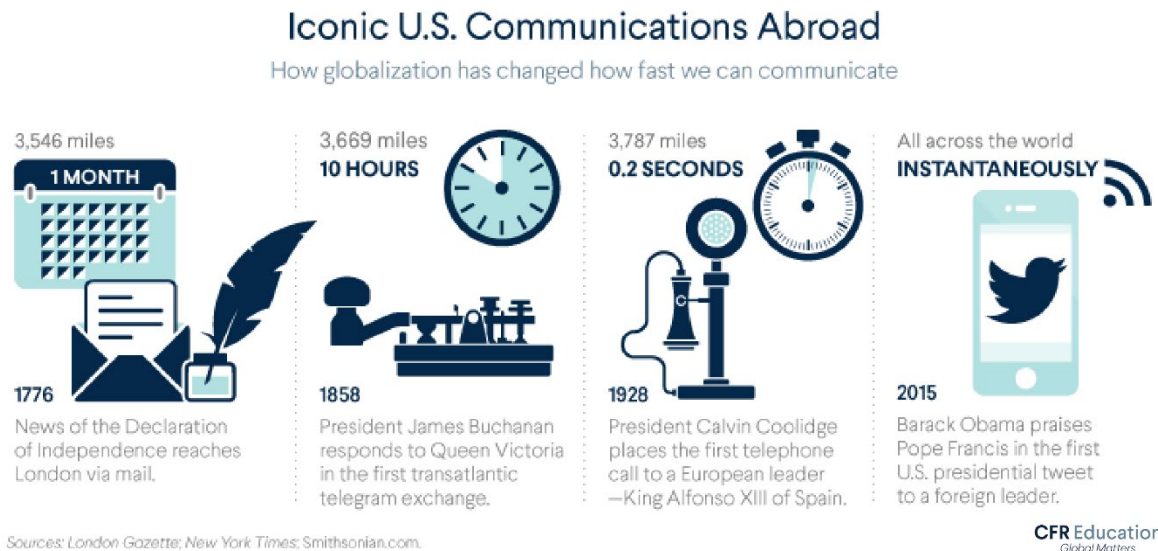 Iconic U.S. Communications Abroad
How globalization has changed how fast we can communicate
3,546 miles
1 MONTH
1776
News of the Declaration
of Independence reaches
London via mail.
3,669 miles
10 HOURS
1858
President James Buchanan
responds to Queen Victoria
in the first transatlantic
telegram exchange.
3,787 miles
0.2 SECONDS
C
1928
President Calvin Coolidge
places the first telephone
call to a European leader
—King Alfonso XIII of Spain.
All across the world
INSTANTANEOUSLY
2015
Barack Obama praises
Pope Francis in the first
U.S. presidential tweet
to a foreign leader.
Sources: London Gazette; New York Times; Smithsonian.com.
CFR Education
Global Matters